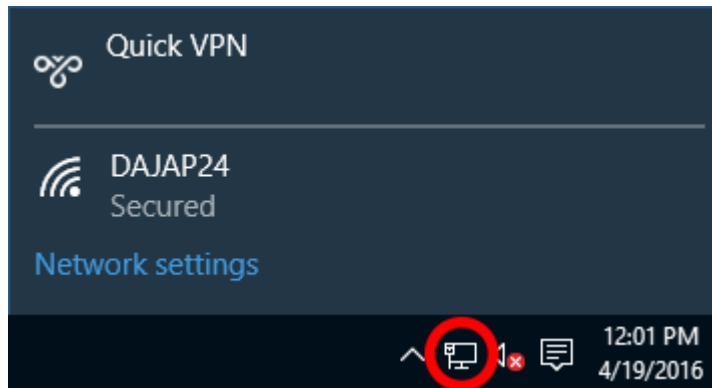 Quick VPN
DAJAP24
Secured
Network settings
12:01 PM
4/19/2016